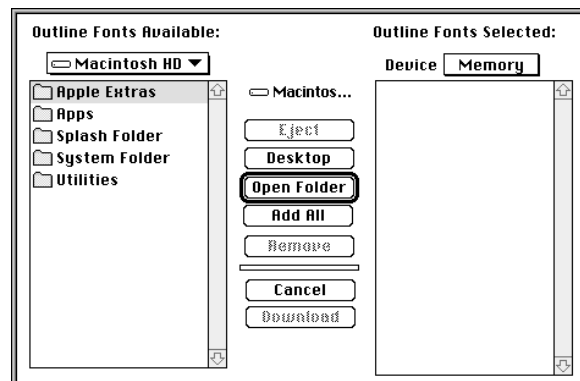 Outline Fonts Available:
Macintosh HD
Apple Extras
Apps
Splash Folder
System Folder
Utilities
Macintos...
Eject
Desktop
Open Folder
Add All
Remove
Cancel
Download
Outline Fonts Selected:
Device Memory